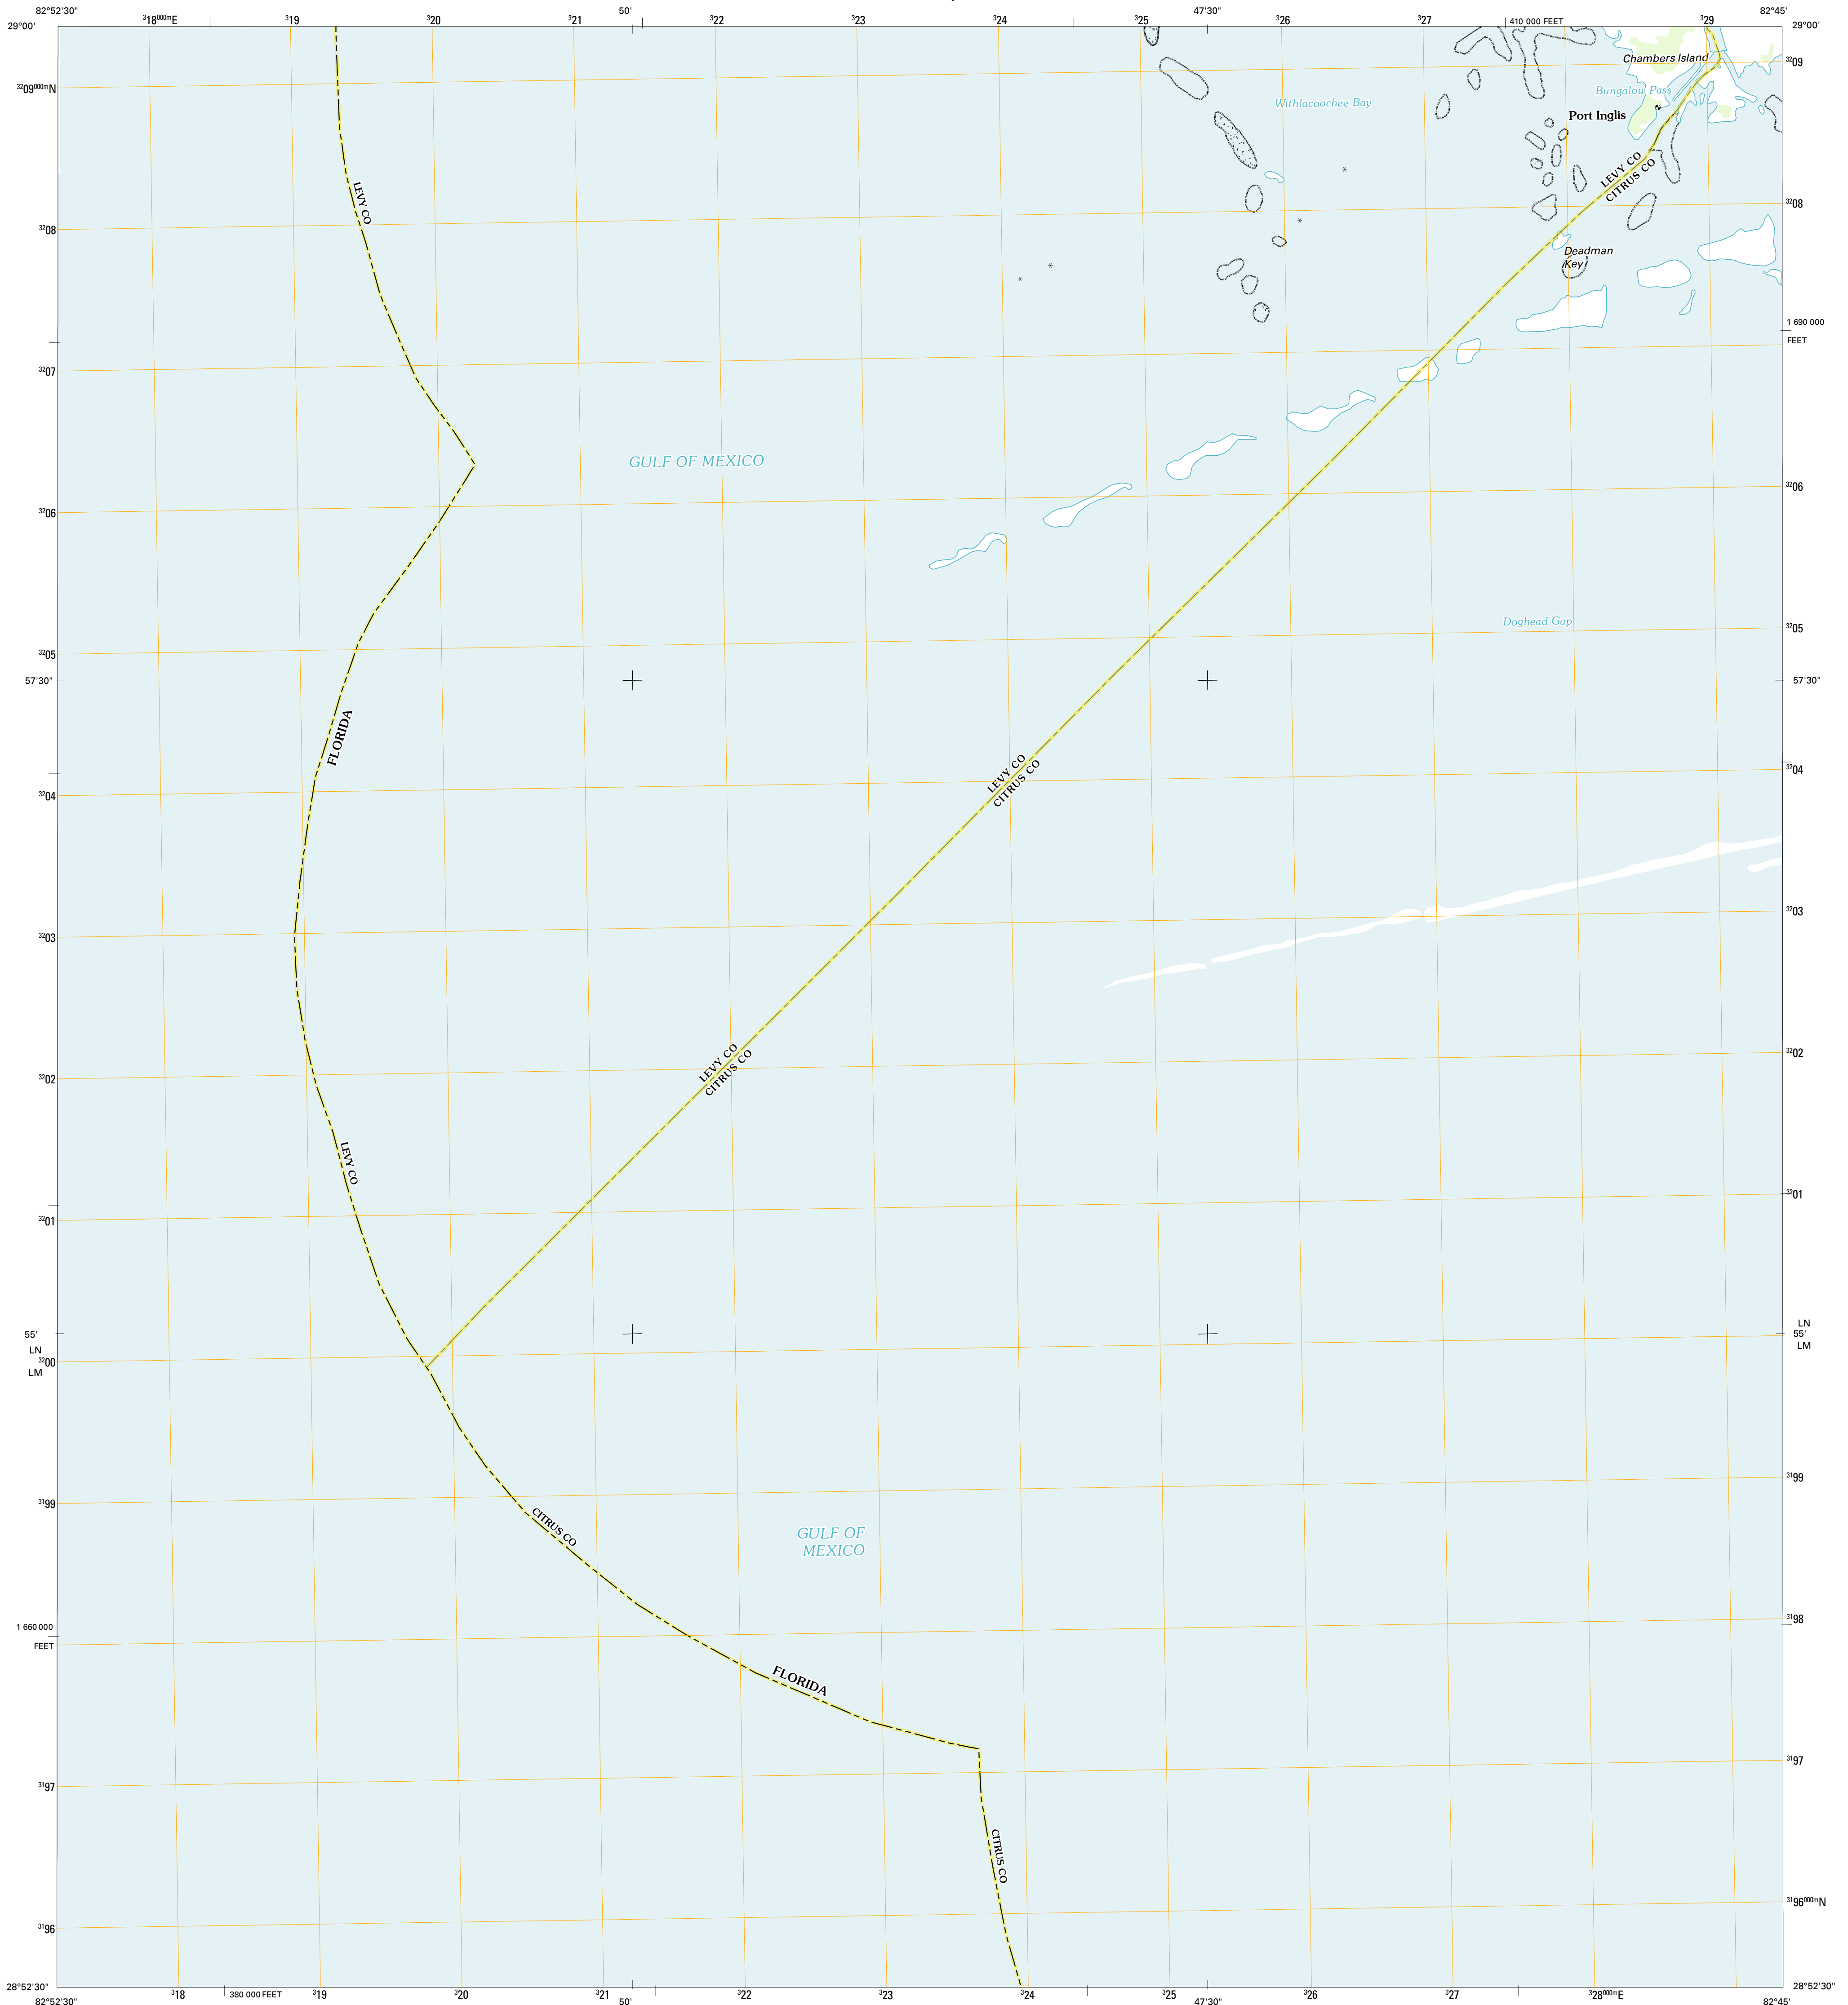 82°52'30"
318000mE
319
320
321
50'
322
323
324
325
47'30"
326
327
410 000 FEET
329
82°45'
29°00'
29°00'
Chambers Island
3209
3209000mN
Bungalow Pass
Withlacoochee Bay
Port Inglis
LEVY CO
CITRUS CO
LEVY CO
3208
3208
Deadman
Key
1 690 000
FEET
3207
GULF OF MEXICO
3206
3206
Doghead Gap
3205
3205
57'30"
57'30"
FLORIDA
LEVY CO
CITRUS CO
3204
3204
3203
3203
LEVY CO
CITRUS CO
3202
3202
LEVY CO
3201
3201
55'
LN
55'
LM
LN
3200
LM
3199
3199
CITRUS CO
GULF OF
MEXICO
3198
1 660 000
FEET
FLORIDA
3197
3197
CITRUS CO
3196000mN
3196
28°52'30"
28°52'30"
82°52'30"
318
380 000 FEET
319
320
321
50'
322
323
324
325
47'30"
326
327
328000mE
82°45'